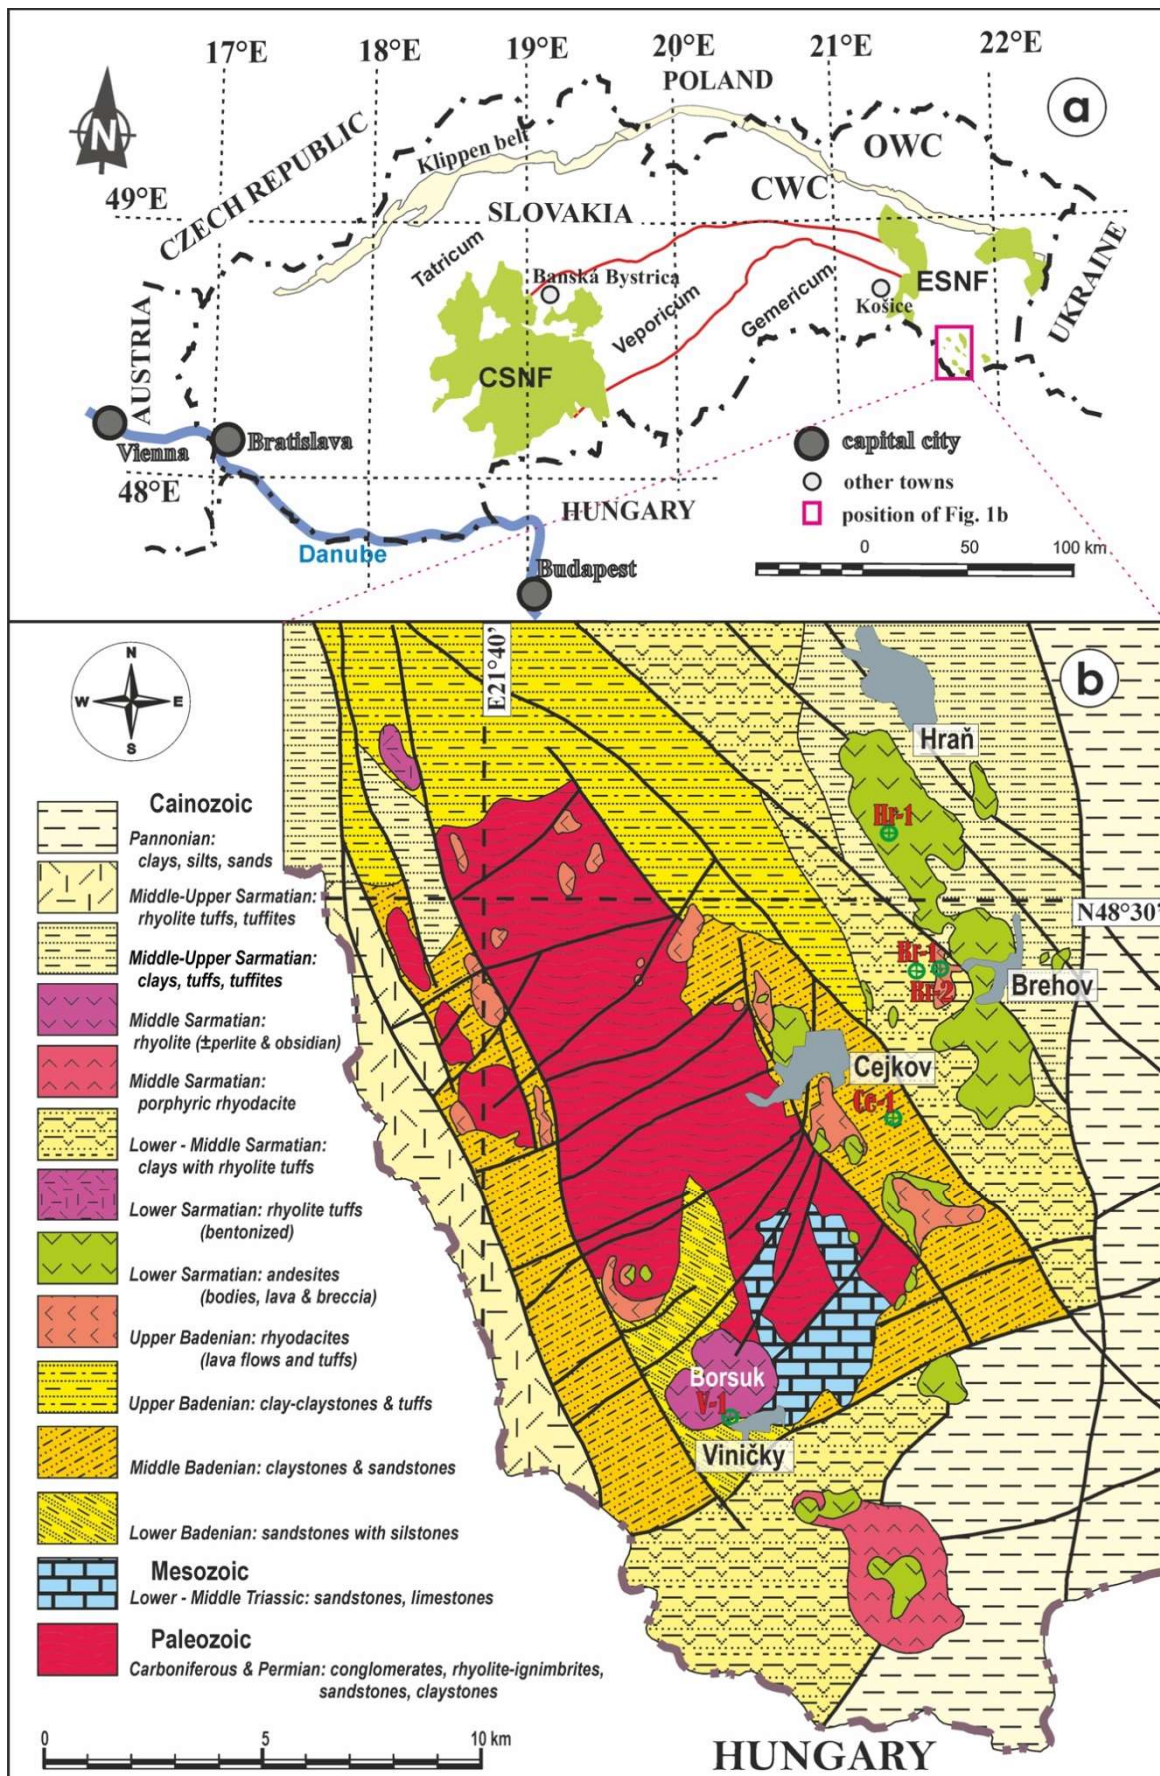 17°E
18°E
19°E
20°E
21°E
22°E
POLAND
a
N
OWC
Klippen belt
CZECH REPUBLIC
CWC
49°E
SLOVAKIA
UKRAINE
Tatricum
Banská Bystrica
ESNF
Košice
Veporicum
Gemericum
AUSTRIA
CSNF
Vienna
Bratislava
capital city
48°E
other towns
HUNGARY
position of Fig. 1b
Danube
0 50 100 km
Budapest
b
N
W E
S
E21°40'
Hraň
Hr-1
N48°30'
Br-1
Br-2
Brehov
Cejkov
Ce-1
Borsuk
V-1
Viničky
Cainozoic
Pannonian:
clays, silts, sands
Middle-Upper Sarmatian:
rhyolite tuffs, tuffites
Middle-Upper Sarmatian:
clays, tuffs, tuffites
Middle Sarmatian:
rhyolite (±perlite & obsidian)
Middle Sarmatian:
porphyric rhyodacite
Lower - Middle Sarmatian:
clays with rhyolite tuffs
Lower Sarmatian: rhyolite tuffs
(bentonized)
Lower Sarmatian: andesites
(bodies, lava & breccia)
Upper Badenian: rhyodacites
(lava flows and tuffs)
Upper Badenian: clay-claystones & tuffs
Middle Badenian: claystones & sandstones
Lower Badenian: sandstones with silstones
Mesozoic
Lower - Middle Triassic: sandstones, limestones
Paleozoic
Carboniferous & Permian: conglomerates, rhyolite-ignimbrites,
sandstones, claystones
0 5 10 km
HUNGARY